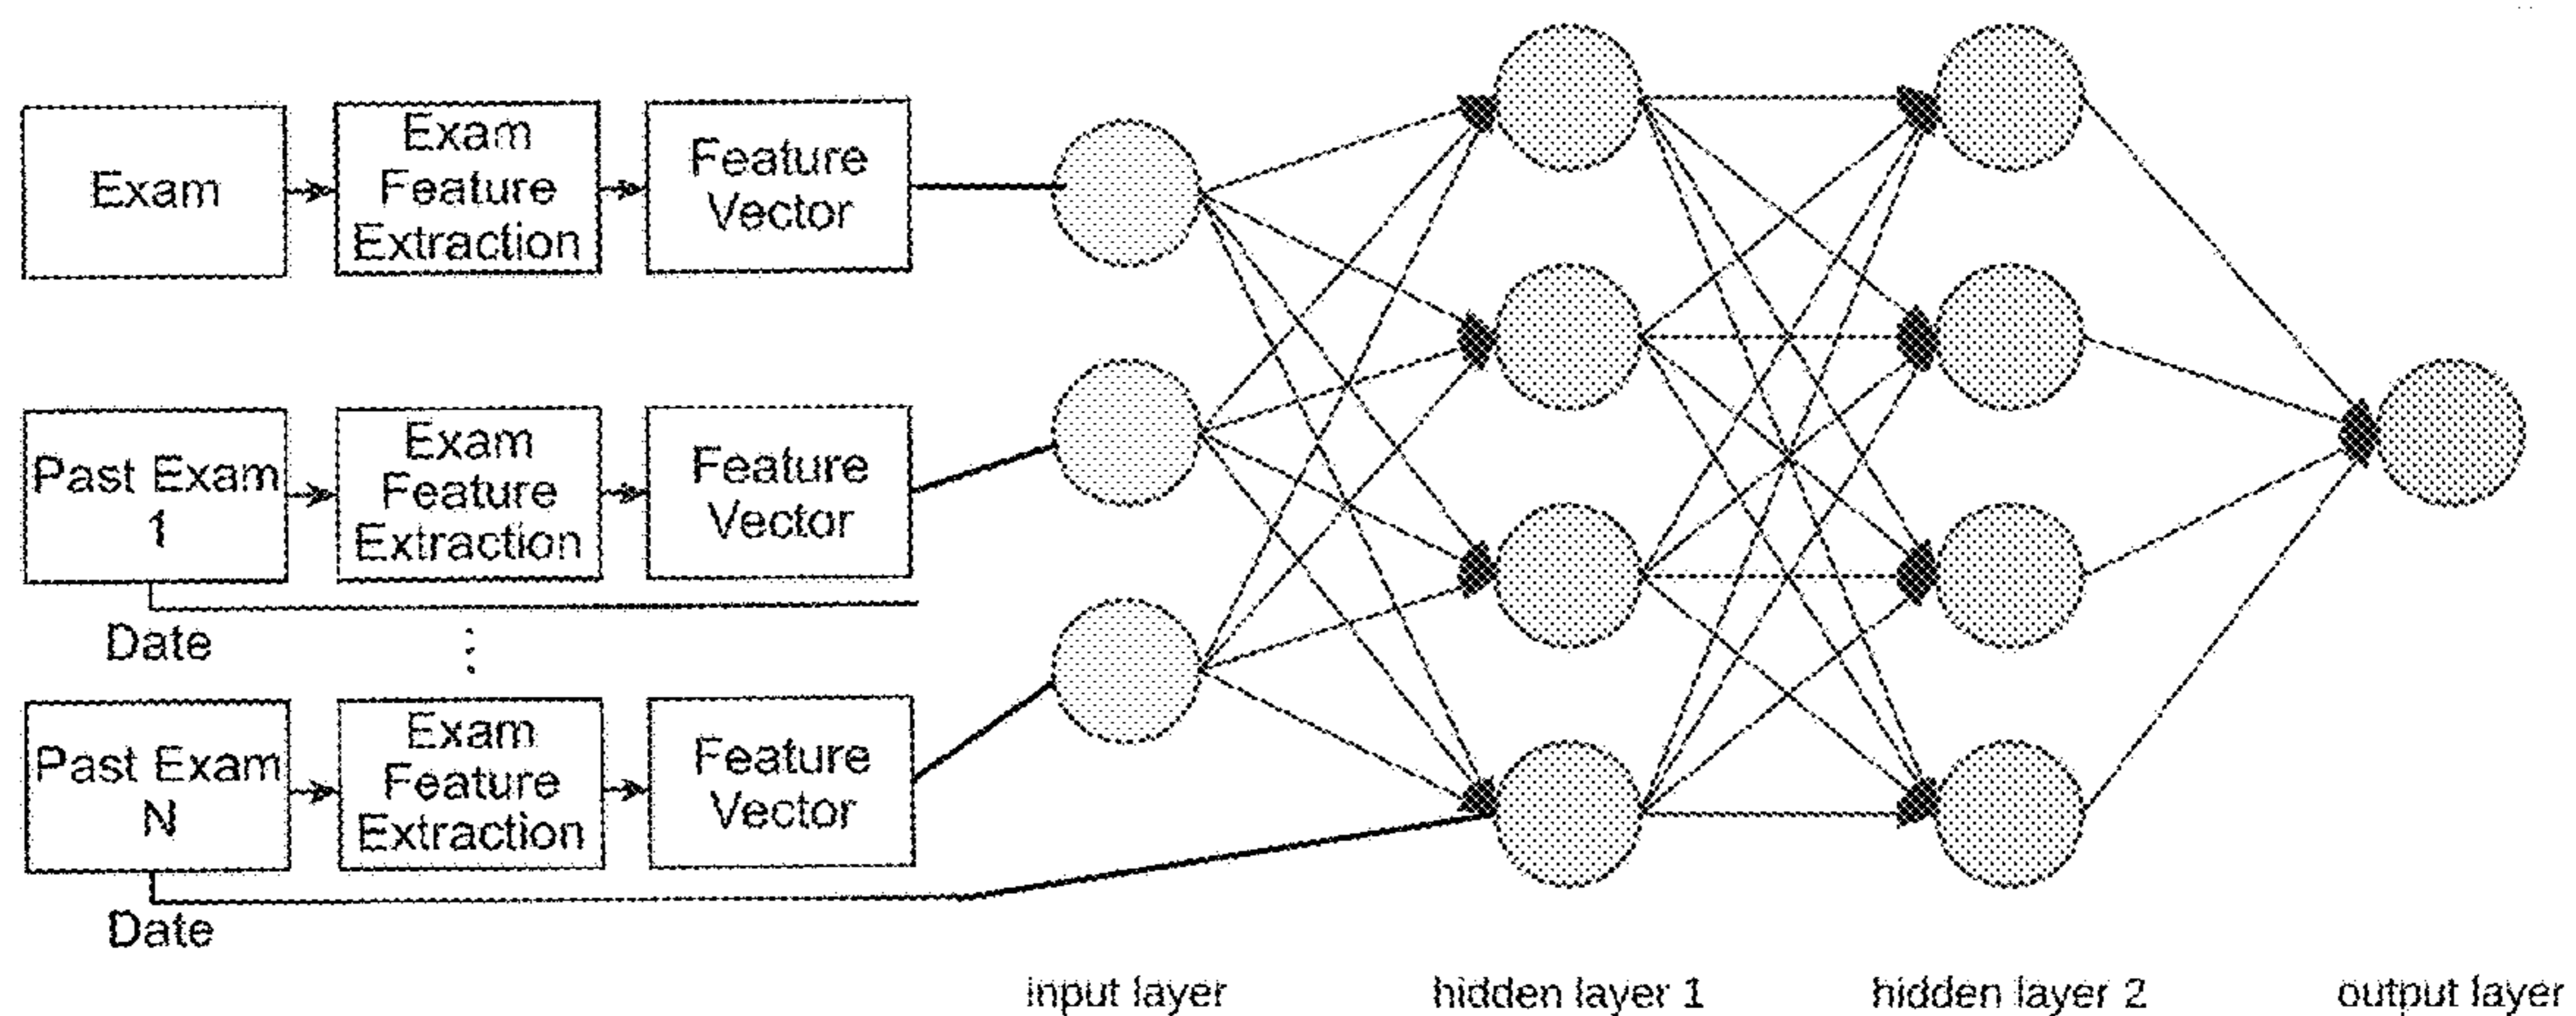 Exam
Exam
Feature
Extraction
Feature
Vector
Past Exam
1
Exam
Feature
Extraction
Feature
Vector
Date
Past Exam
N
Exam
Feature
Extraction
Feature
Vector
Date
input layer
hidden layer 1
hidden layer 2
output layer